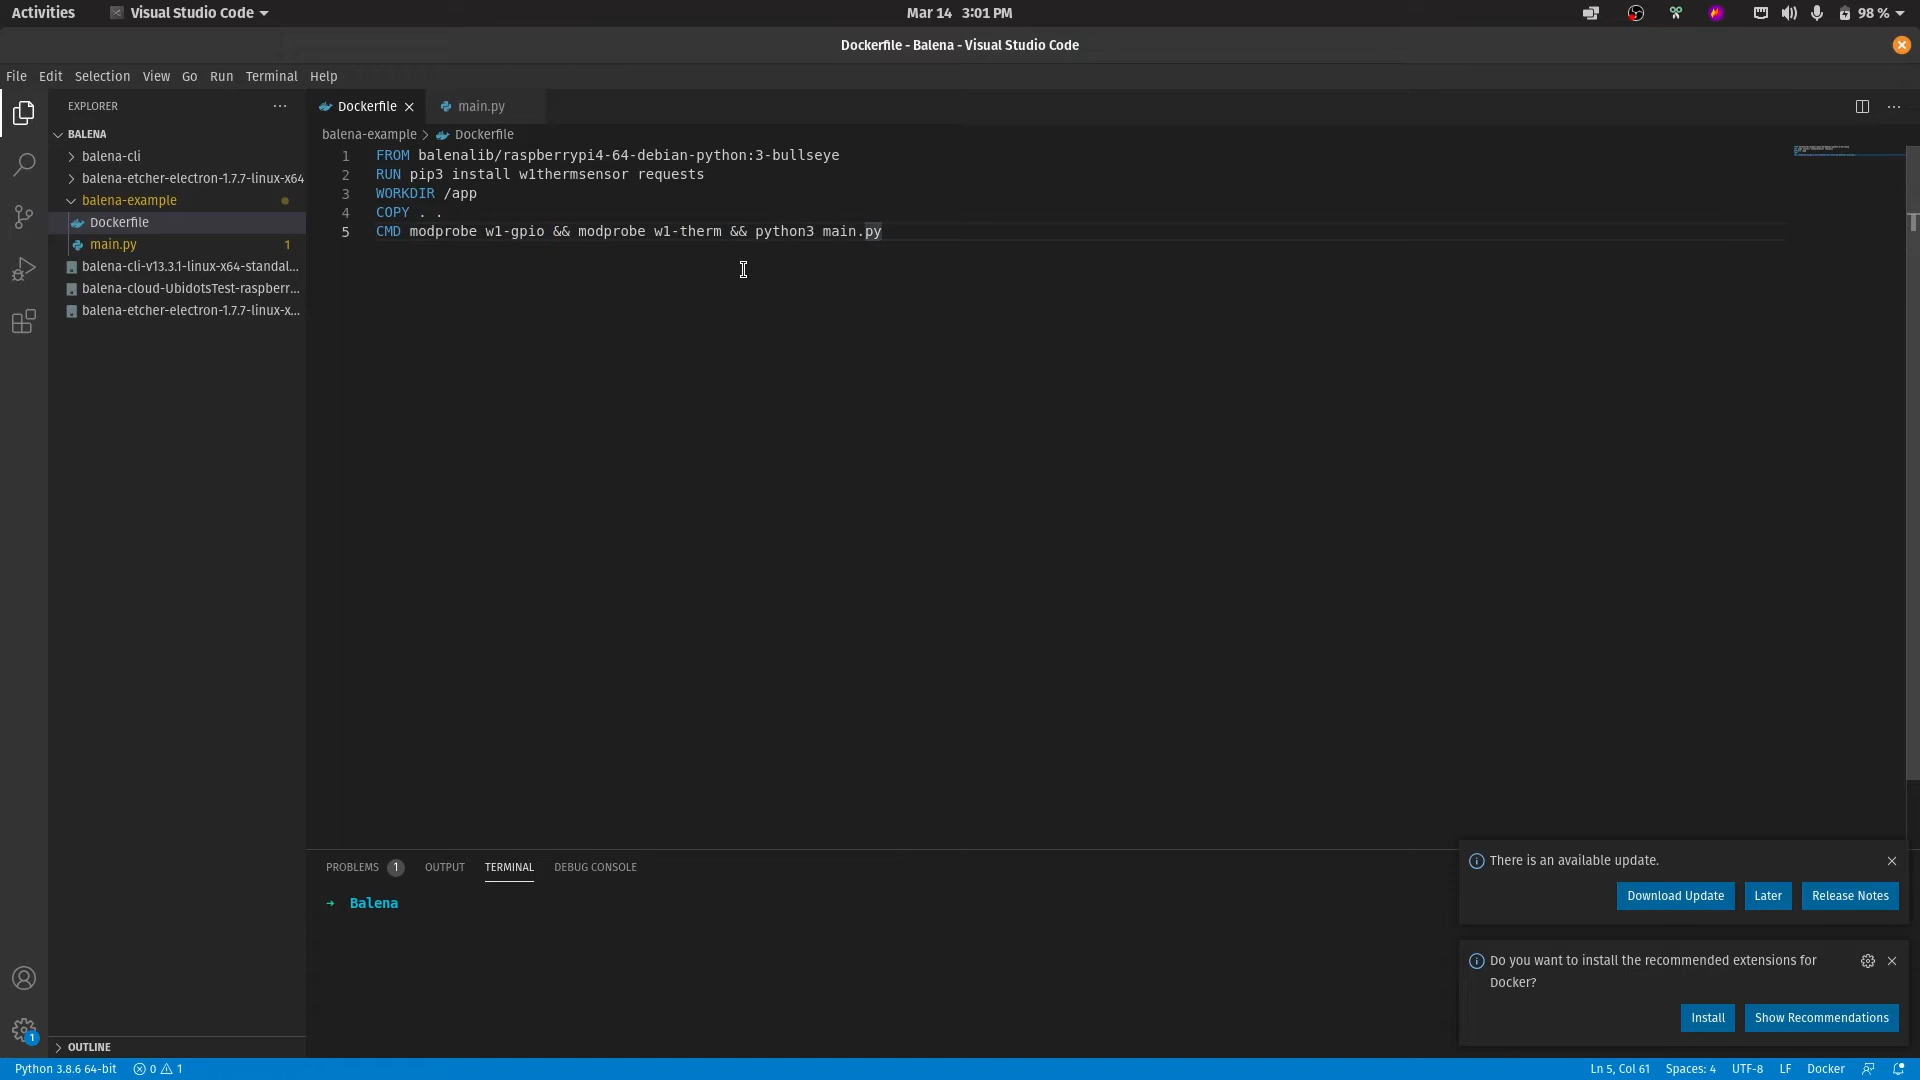 Activities
Visual Studio Code
Mar 14 3:01 PM
98 %
Dockerfile - Balena - Visual Studio Code
File Edit Selection View Go Run Terminal Help
EXPLORER
BALENA
balena-cli
balena-etcher-electron-1.7.7-linux-x64
balena-example
Dockerfile
main.py 1
balena-cli-v13.3.1-linux-x64-standal...
balena-cloud-UbidotsTest-raspberr...
balena-etcher-electron-1.7.7-linux-x...
OUTLINE
1
Dockerfile
main.py
balena-example > Dockerfile
1 FROM balenalib/raspberrypi4-64-debian-python:3-bullseye
2 RUN pip3 install w1thermsensor requests
3 WORKDIR /app
4 COPY . .
5 CMD modprobe w1-gpio && modprobe w1-therm && python3 main.py
PROBLEMS 1 OUTPUT TERMINAL DEBUG CONSOLE
→ Balena
There is an available update.
Download Update Later Release Notes
Do you want to install the recommended extensions for
Docker?
Install Show Recommendations
Python 3.8.6 64-bit 0 1 Ln 5, Col 61 Spaces: 4 UTF-8 LF Docker